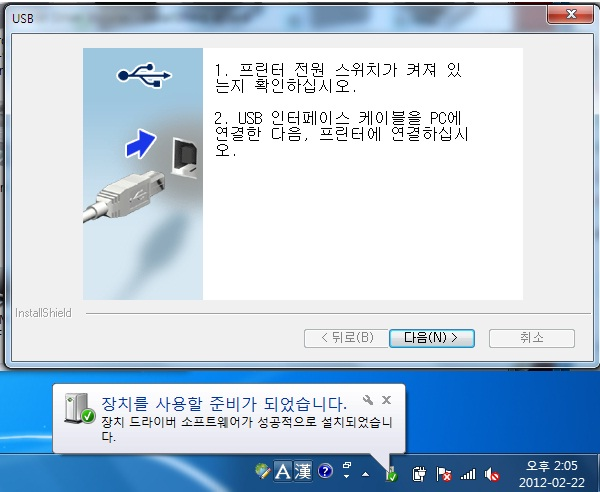 USB
1. 프린터 전원 스위치가 켜져 있
는지 확인하십시오.
2. USB 인터페이스 케이블을 PC에
연결한 다음, 프린터에 연결하십시
오.
InstallShield
< 뒤로(B)
다음(N) >
취소
장치를 사용할 준비가 되었습니다.
장치 드라이버 소프트웨어가 성공적으로 설치되었습니
다.
A 漢
오후 2:05
2012-02-22